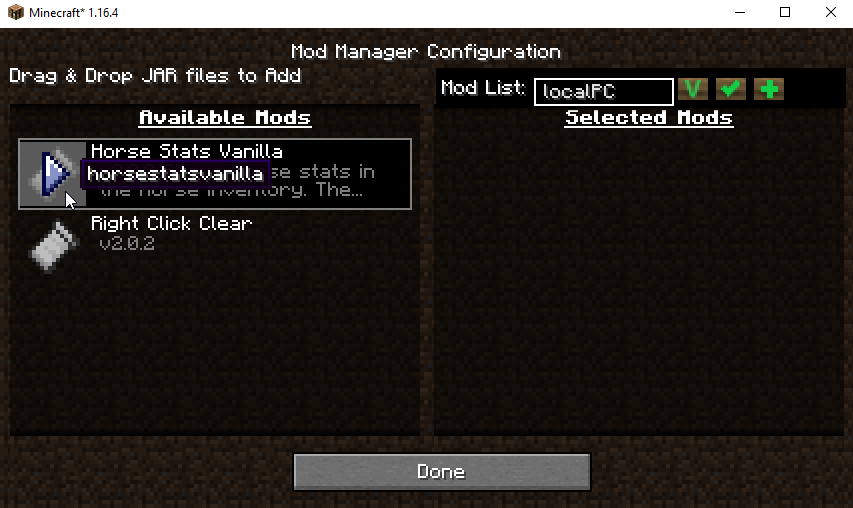 Minecraft* 1.16.4
Mod Manager Configuration
Drag & Drop JAR files to Add
Mod List: localPC V
Available Mods
Selected Mods
Horse Stats Vanilla
horsestatsvanilla se stats in
the horse inventory. The...
Right Click Clear
v2.0.2
Done